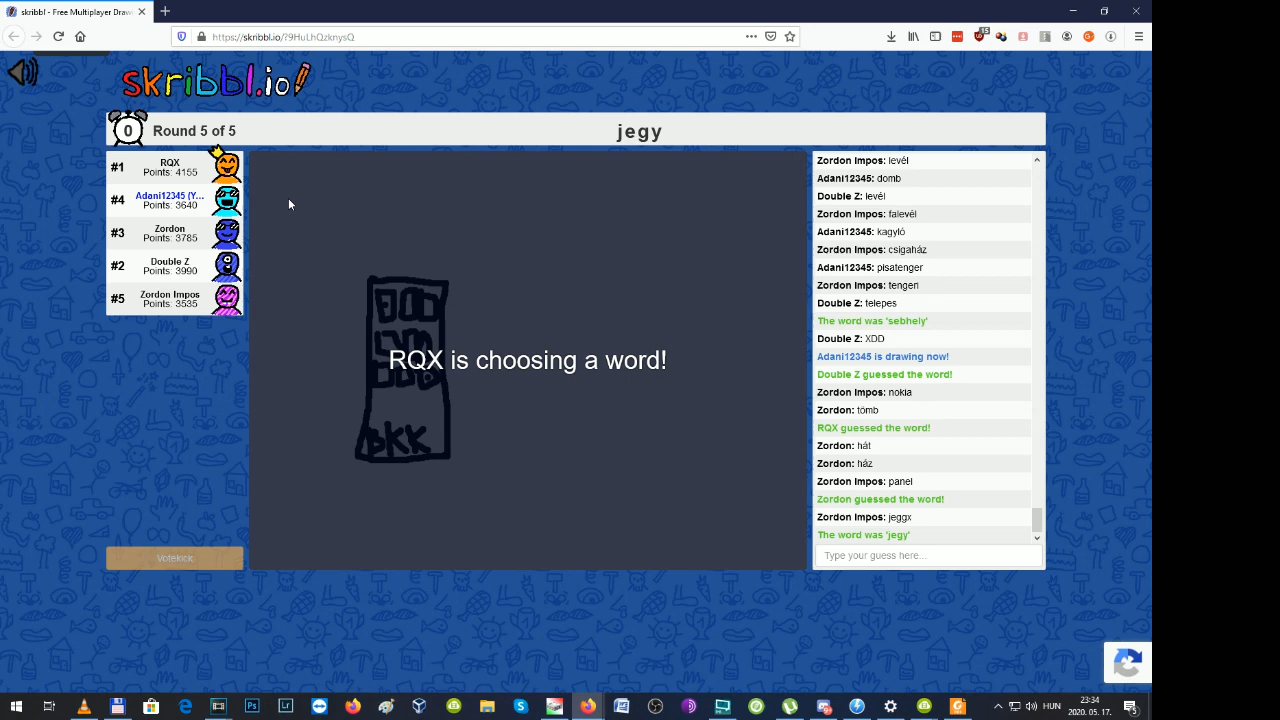 skribbl - Free Multiplayer Draw
https://skribbl.io/?9HuLhQzknysQ
15
skribbl.io
0
Round 5 of 5
jegy
#1
RQX
Points: 4155
#4
Adani12345 (Y...
Points: 3640
#3
Zordon
Points: 3785
#2
Double Z
Points: 3990
#5
Zordon Impos
Points: 3535
Votekick
RQX is choosing a word!
BKK
Zordon Impos: levél
Adani12345: domb
Double Z: levél
Zordon Impos: falevél
Adani12345: kagyló
Zordon Impos: csigaház
Adani12345: pisatenger
Zordon Impos: tengeri
Double Z: telepes
The word was 'sebhely'
Double Z: XDD
Adani12345 is drawing now!
Double Z guessed the word!
Zordon Impos: nokia
Zordon: tömb
RQX guessed the word!
Zordon: hát
Zordon: ház
Zordon Impos: panel
Zordon guessed the word!
Zordon Impos: jeggx
The word was 'jegy'
Type your guess here...
Ps
Lr
HUN
23:34
2020. 05. 17.